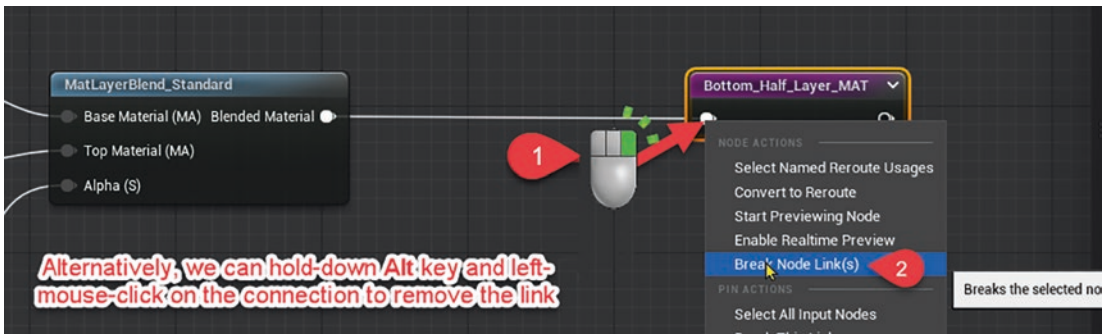 MatLayerBlend_Standard
Base Material (MA) Blended Material
Top Material (MA)
Alpha (S)
Bottom_Half_Layer_MAT
1
NODE ACTIONS
Select Named Reroute Usages
Convert to Reroute
Start Previewing Node
Enable Realtime Preview
Break Node Link(s)
2
Breaks the selected no
PIN ACTIONS
Select All Input Nodes
Alternatively, we can hold-down Alt key and left-
mouse-click on the connection to remove the link